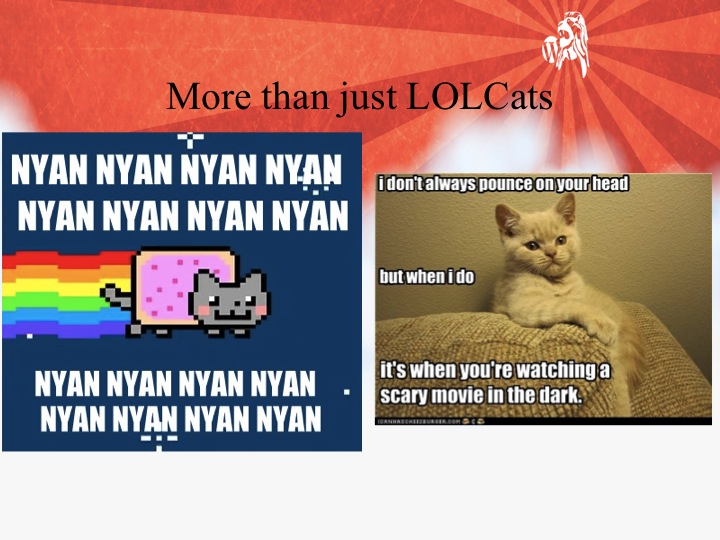 More than just LOLCats
NYAN NYAN NYAN NYAN
NYAN NYAN NYAN NYAN
NYAN NYAN NYAN NYAN
NYAN NYAN NYAN NYAN
i don't always pounce on your head
but when i do
it's when you're watching a
scary movie in the dark.
ICANHASCHEEZBURGER.COM